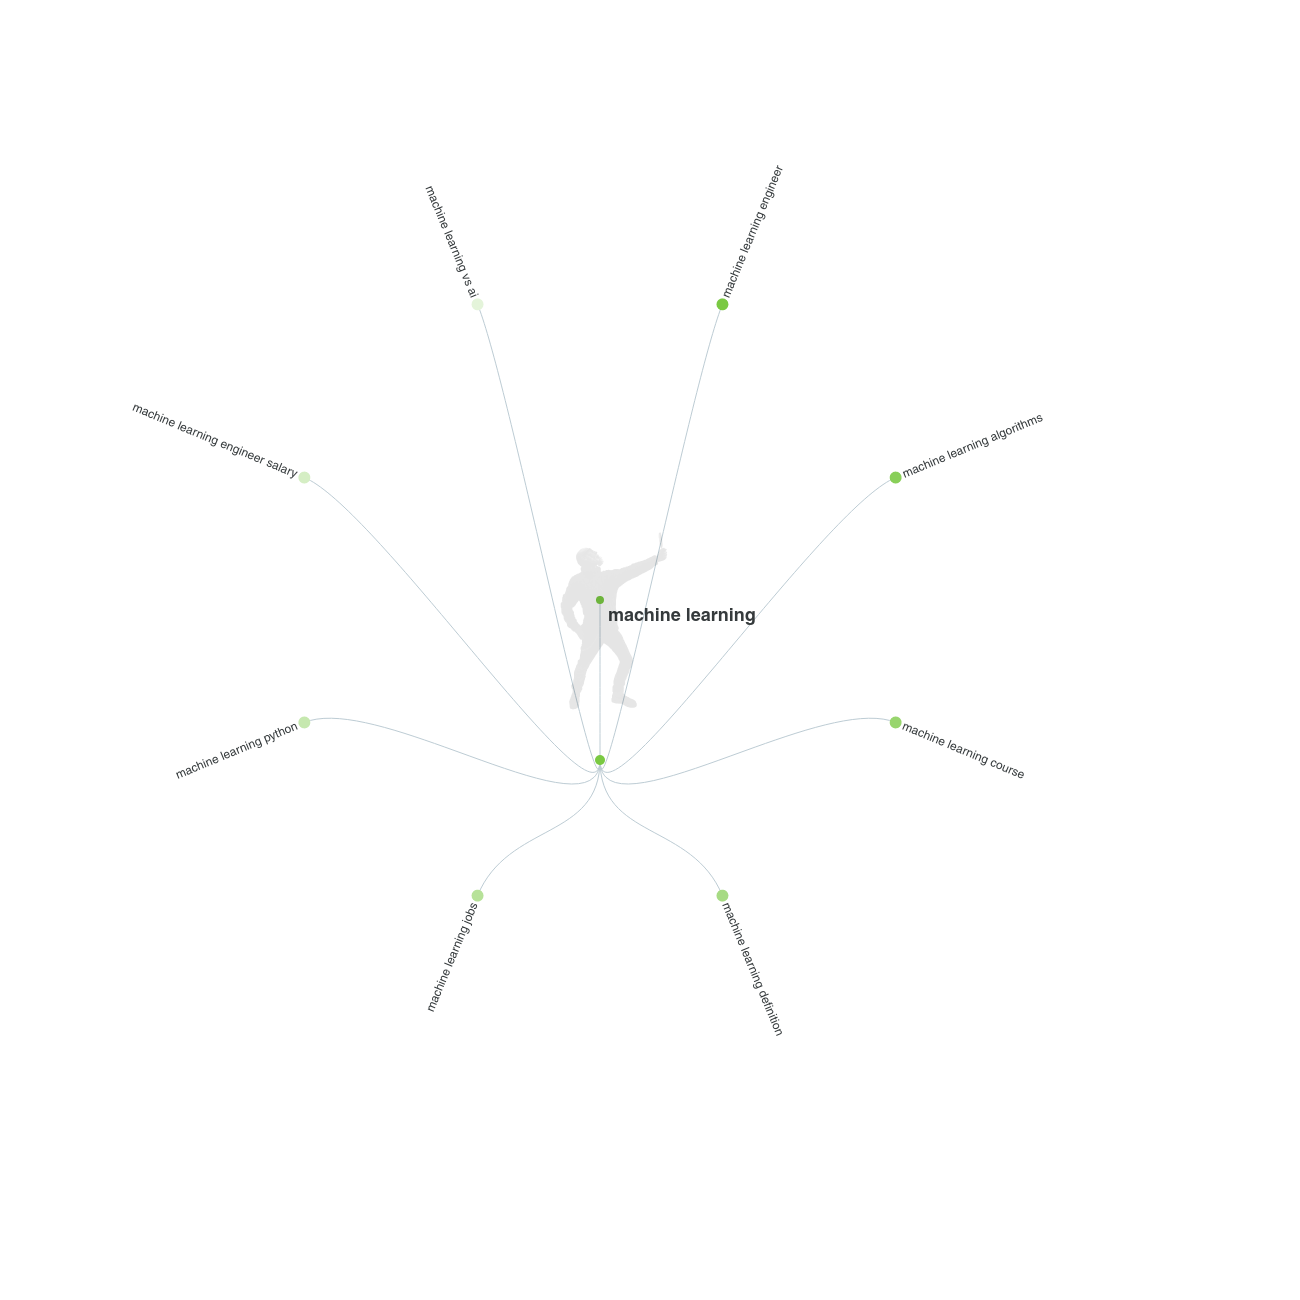 machine learning
machine learning engineer
machine learning algorithms
machine learning course
machine learning definition
machine learning jobs
machine learning python
machine learning engineer salary
machine learning vs ai